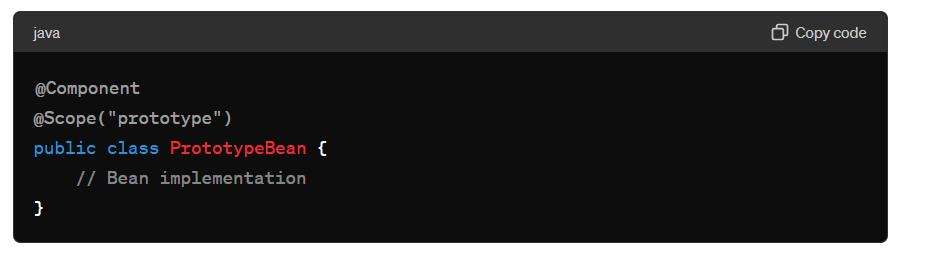 java
Copy code
@Component
@Scope("prototype")
public class PrototypeBean {
    // Bean implementation
}